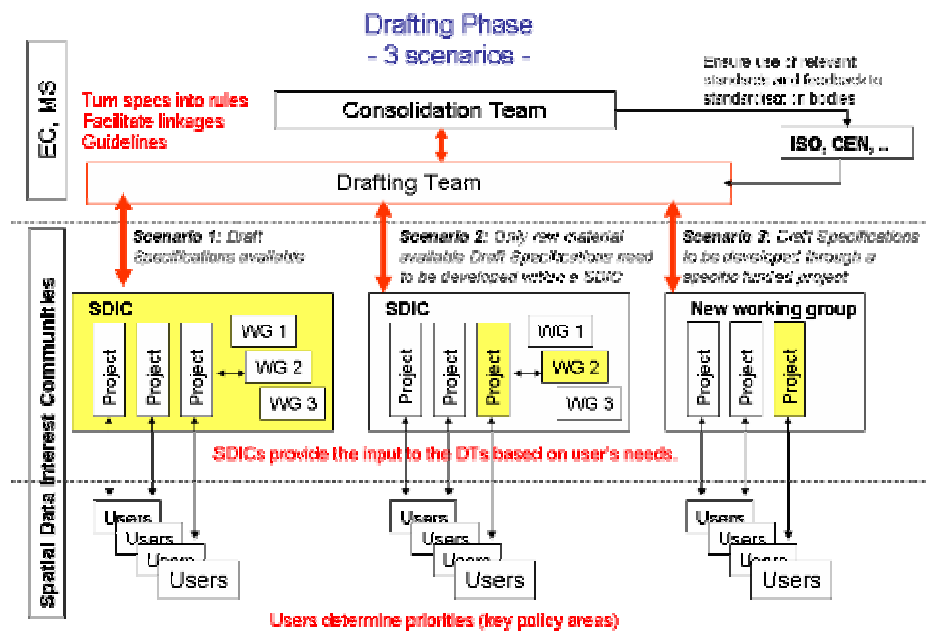 Drafting Phase
- 3 scenarios -
EC, MS
Turn specs into rules
Facilitate linkages
Guidelines
Consolidation Team
Ensure use of relevant
standards and feedback to
standardisation bodies
ISO, CEN, ..
Drafting Team
Spatial Data Interest Communities
Scenario 1: Draft
Specifications available
Scenario 2: Only raw material
available Draft Specifications need
to be developed within a SDIC
Scenario 3: Draft Specifications
to be developed through a
specific funded project
SDIC
Project
Project
Project
WG 1
WG 2
WG 3
SDIC
Project
Project
Project
WG 1
WG 2
WG 3
New working group
Project
Project
Project
SDICs provide the input to the DTs based on user's needs.
Users
Users
Users
Users
Users
Users
Users
Users
Users
Users
Users
Users
Users determine priorities (key policy areas)